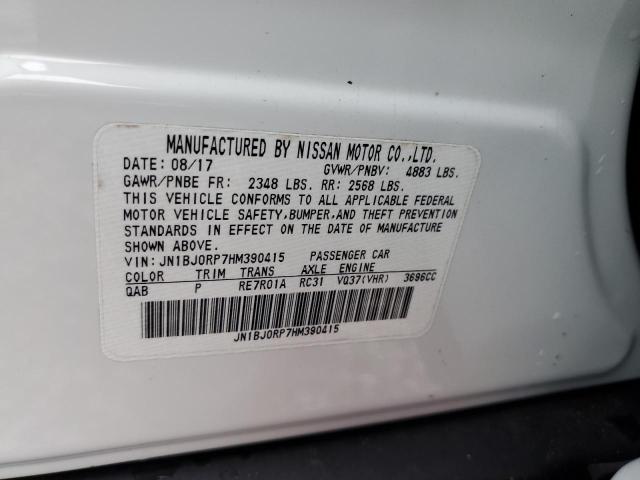 MANUFACTURED BY NISSAN MOTOR CO.,LTD.
DATE: 08/17 GVWR/PNBV: 4883 LBS.
GAWR/PNBE FR: 2348 LBS. RR: 2568 LBS.
THIS VEHICLE CONFORMS TO ALL APPLICABLE FEDERAL
MOTOR VEHICLE SAFETY,BUMPER,AND THEFT PREVENTION
STANDARDS IN EFFECT ON THE DATE OF MANUFACTURE
SHOWN ABOVE.
VIN: JN1BJ0RP7HM390415 PASSENGER CAR
COLOR TRIM TRANS AXLE ENGINE
QAB P RE7R01A RC31 VQ37(VHR) 3696CC
JN1BJ0RP7HM390415